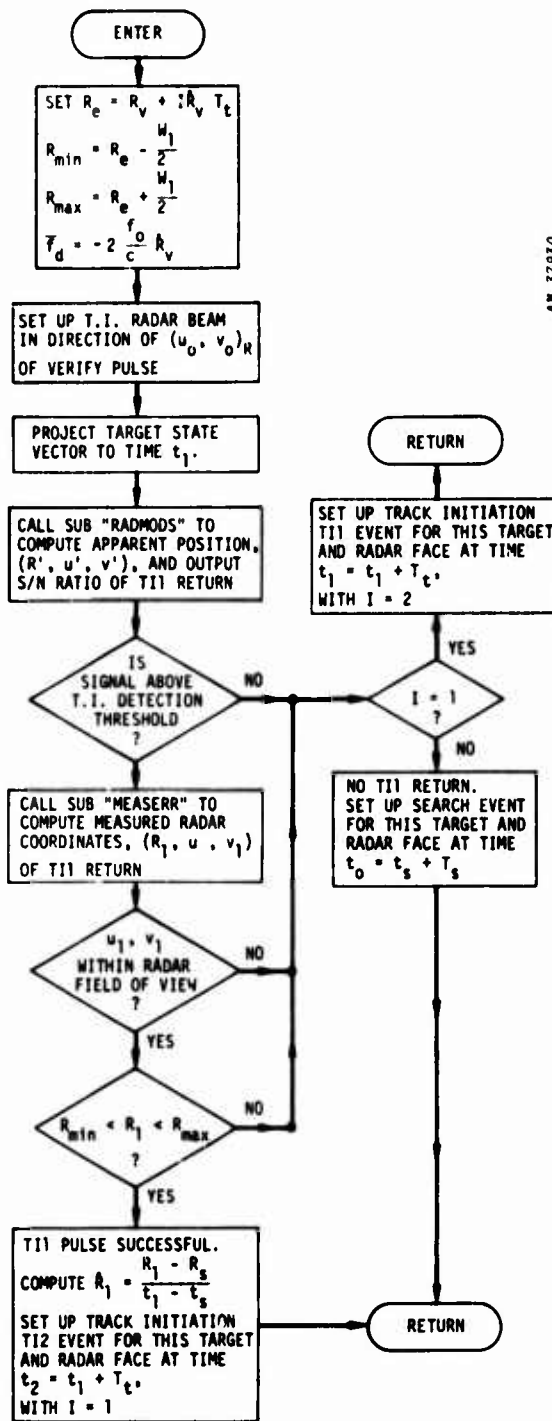 ENTER
SET R_e = R_v + IṘ_v T_t
R_min = R_e - W_1/2
R_max = R_e + W_1/2
f̅_d = -2 f_o/c Ṙ_v
SET UP T.I. RADAR BEAM
IN DIRECTION OF (u_o, v_o)_R
OF VERIFY PULSE
PROJECT TARGET STATE
VECTOR TO TIME t_1.
CALL SUB "RADMODS" TO
COMPUTE APPARENT POSITION,
(R', u', v'), AND OUTPUT
S/N RATIO OF TI1 RETURN
IS
SIGNAL ABOVE
T.I. DETECTION
THRESHOLD
?
NO
CALL SUB "MEASERR" TO
COMPUTE MEASURED RADAR
COORDINATES, (R_1, u , v_1)
OF TI1 RETURN
u_1, v_1
WITHIN RADAR
FIELD OF VIEW
?
NO
YES
R_min < R_1 < R_max
?
NO
YES
TI1 PULSE SUCCESSFUL.
COMPUTE Ṙ_1 = R_1 - R_s / t_1 - t_s
SET UP TRACK INITIATION
TI2 EVENT FOR THIS TARGET
AND RADAR FACE AT TIME
t_2 = t_1 + T_t,
WITH I = 1
RETURN
SET UP TRACK INITIATION
TI1 EVENT FOR THIS TARGET
AND RADAR FACE AT TIME
t_1 = t_1 + T_t,
WITH I = 2
YES
I = 1
?
NO
NO TI1 RETURN.
SET UP SEARCH EVENT
FOR THIS TARGET AND
RADAR FACE AT TIME
t_o = t_s + T_s
RETURN